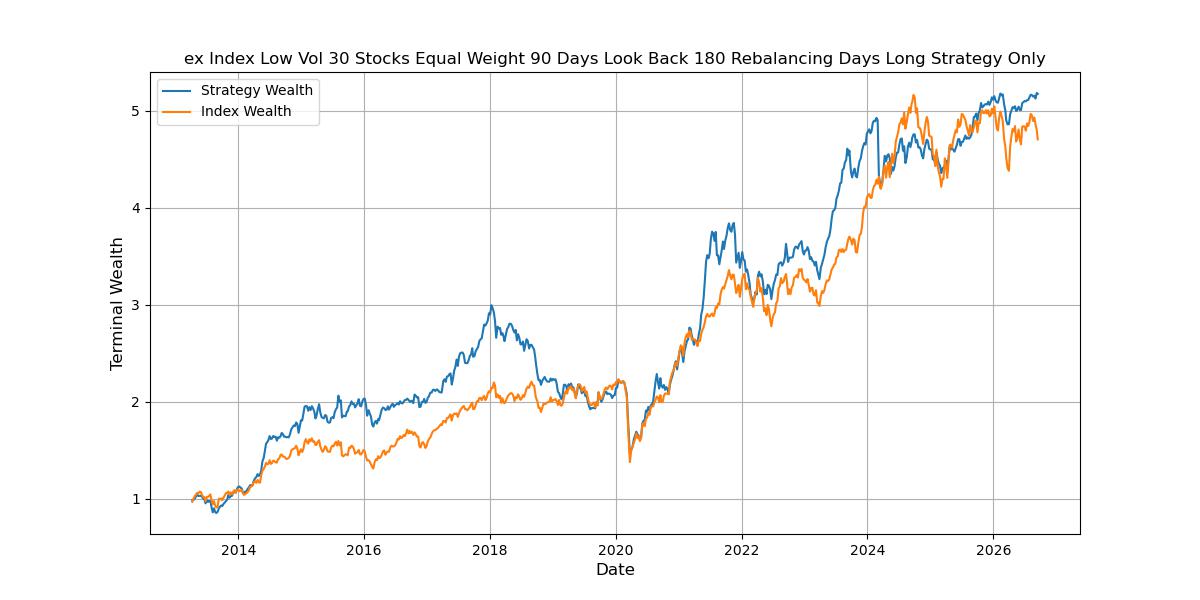 ex Index Low Vol 30 Stocks Equal Weight 90 Days Look Back 180 Rebalancing Days Long Strategy Only
Strategy Wealth
Index Wealth
Terminal Wealth
5
4
3
2
1
2014 2016 2018 2020 2022 2024 2026
Date